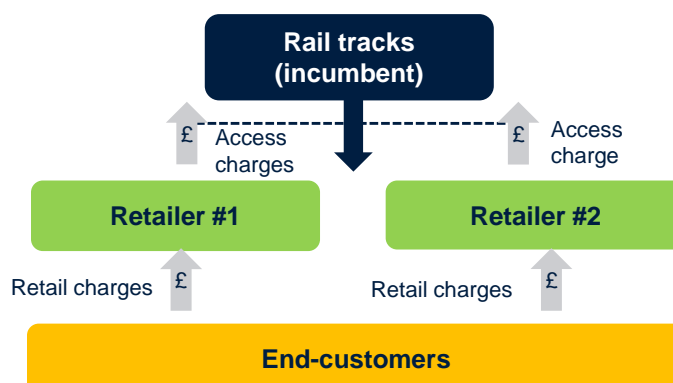 Rail tracks
(incumbent)
£
Access
charges
£
Access
charge
Retailer #1
Retailer #2
Retail charges
£
Retail charges
£
End-customers